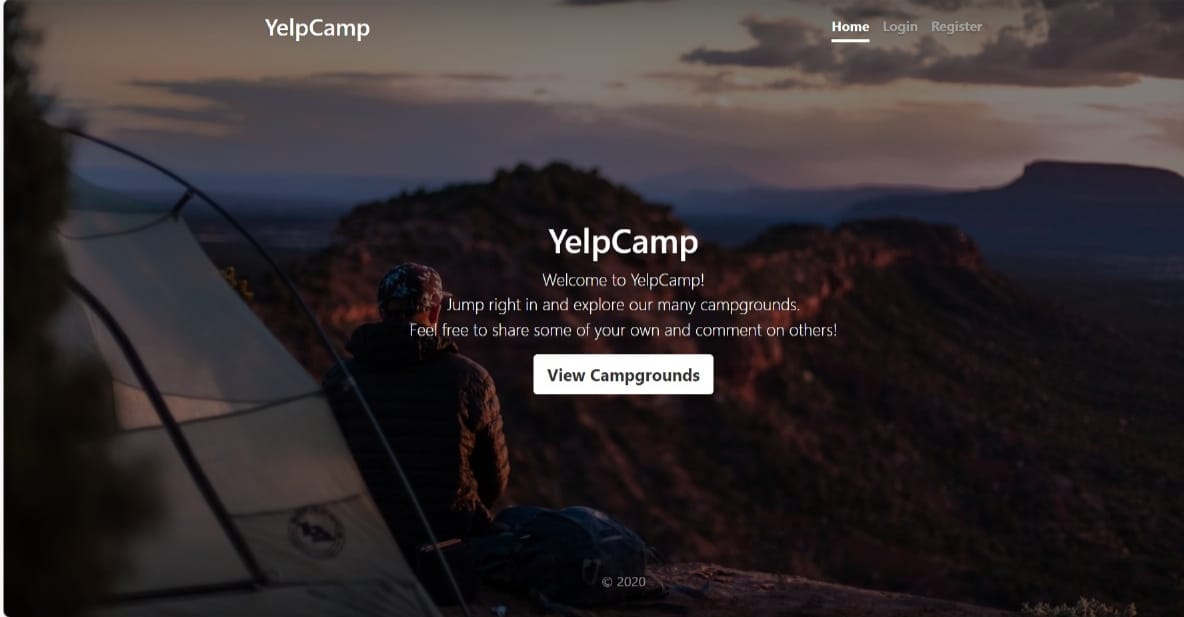 YelpCamp
Home Login Register
YelpCamp
Welcome to YelpCamp!
Jump right in and explore our many campgrounds.
Feel free to share some of your own and comment on others!
View Campgrounds
© 2020